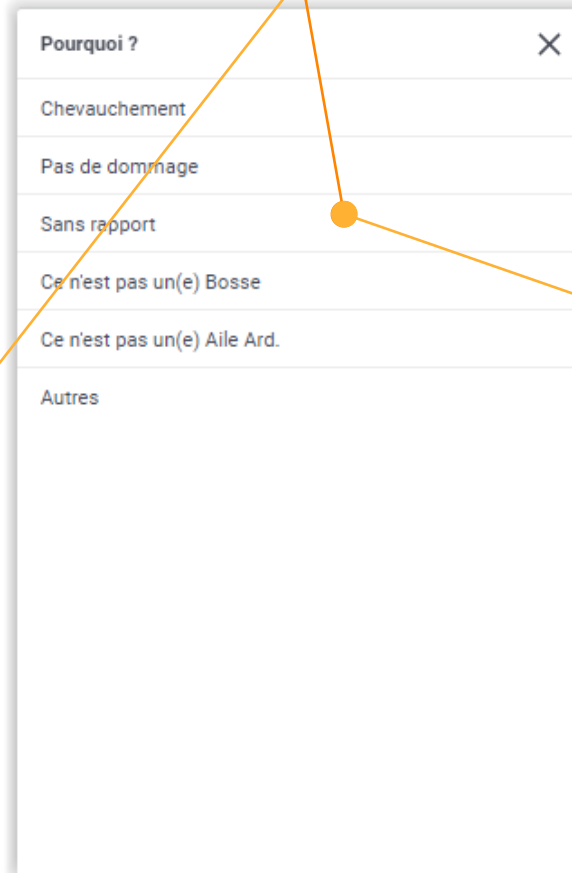 Pourquoi ?
Chevauchement
Pas de dommage
Sans rapport
Ce n'est pas un(e) Bosse
Ce n'est pas un(e) Aile Ard.
Autres